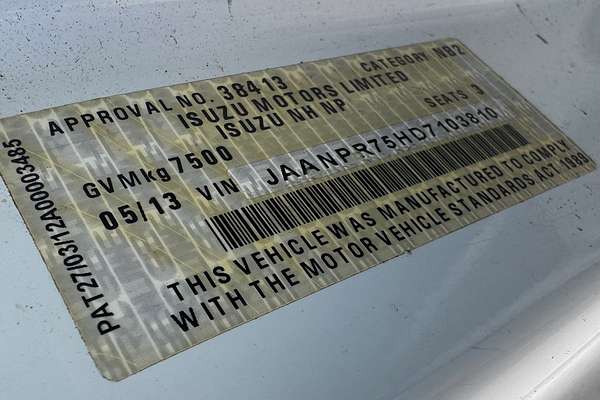 APPROVAL NO. 38413 CATEGORY NB2
ISUZU MOTORS LIMITED
ISUZU NH NP
SEATS 3
GVMkg 7500
05/13 VIN JAANPR75HD7103810
THIS VEHICLE WAS MANUFACTURED TO COMPLY
WITH THE MOTOR VEHICLE STANDARDS ACT 1989
PAT27/03/12A00003485